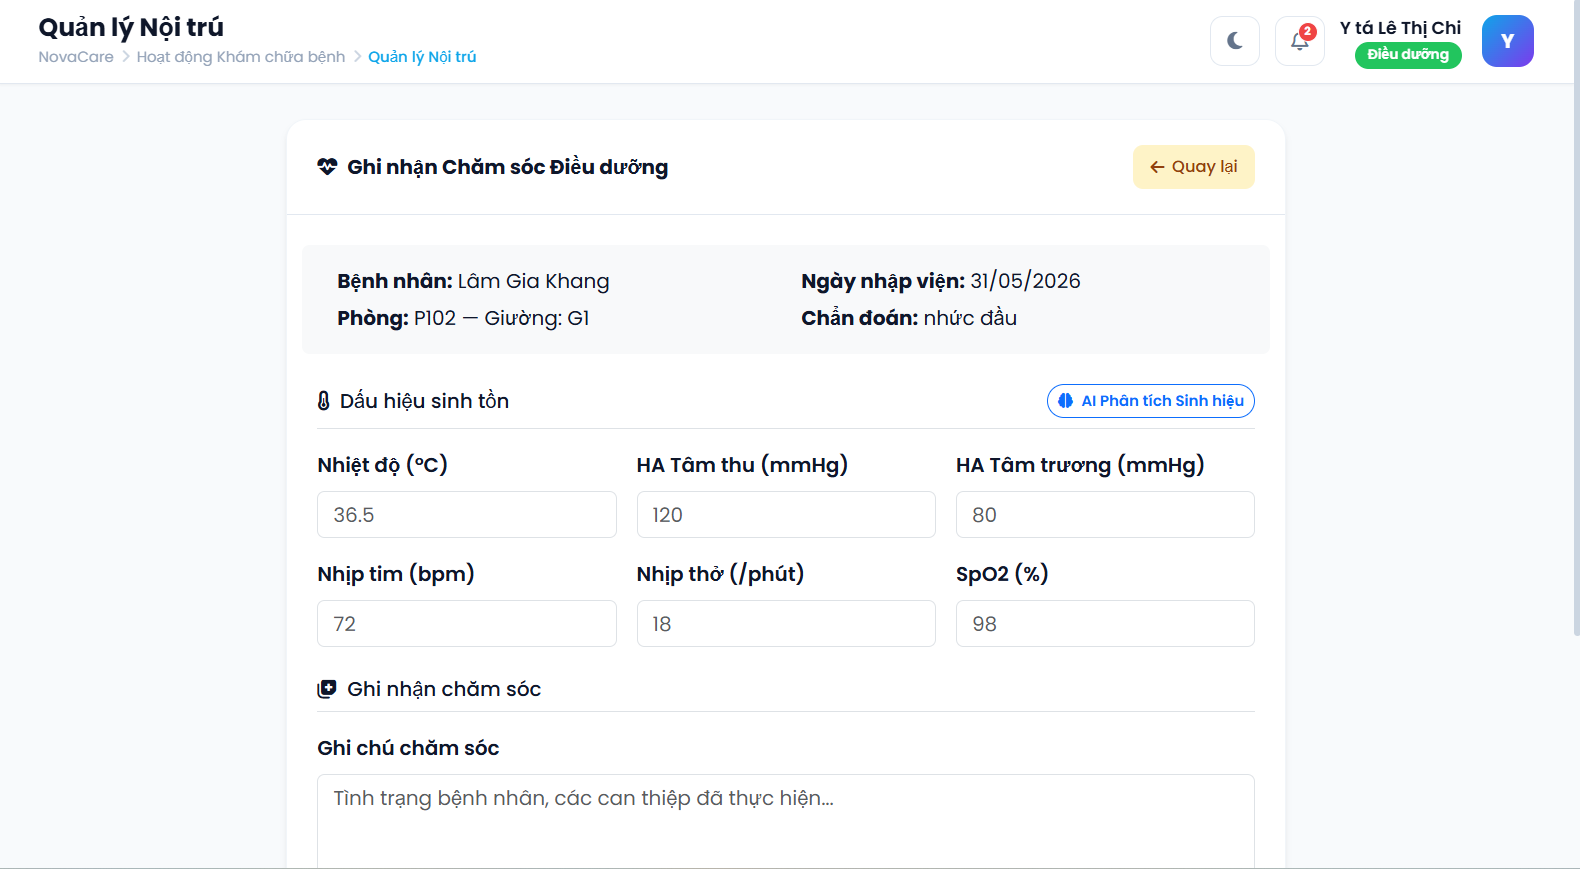 Quản lý Nội trú
NovaCare > Hoạt động Khám chữa bệnh > Quản lý Nội trú
2
Y tá Lê Thị Chi
Điều dưỡng
Y
Ghi nhận Chăm sóc Điều dưỡng
← Quay lại
Bệnh nhân: Lâm Gia Khang
Ngày nhập viện: 31/05/2026
Phòng: P102 — Giường: G1
Chẩn đoán: nhức đầu
Dấu hiệu sinh tồn
AI Phân tích Sinh hiệu
Nhiệt độ (°C)
HA Tâm thu (mmHg)
HA Tâm trương (mmHg)
36.5
120
80
Nhịp tim (bpm)
Nhịp thở (/phút)
SpO2 (%)
72
18
98
Ghi nhận chăm sóc
Ghi chú chăm sóc
Tình trạng bệnh nhân, các can thiệp đã thực hiện...